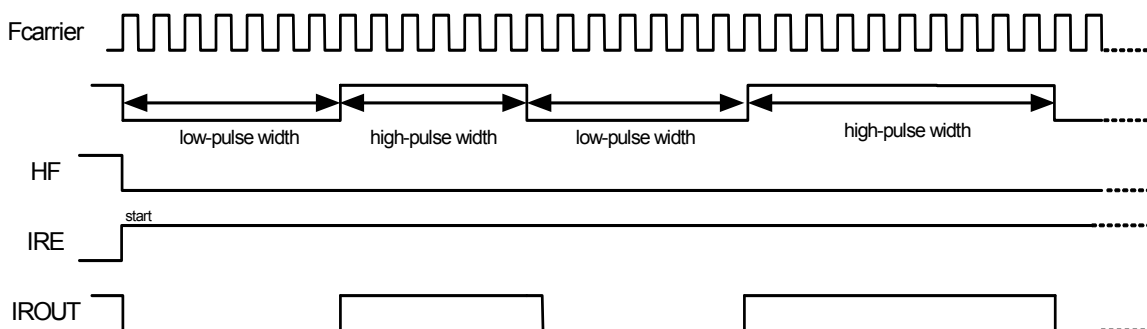 Fcarrier
low-pulse width high-pulse width low-pulse width high-pulse width
HF
start
IRE
IROUT